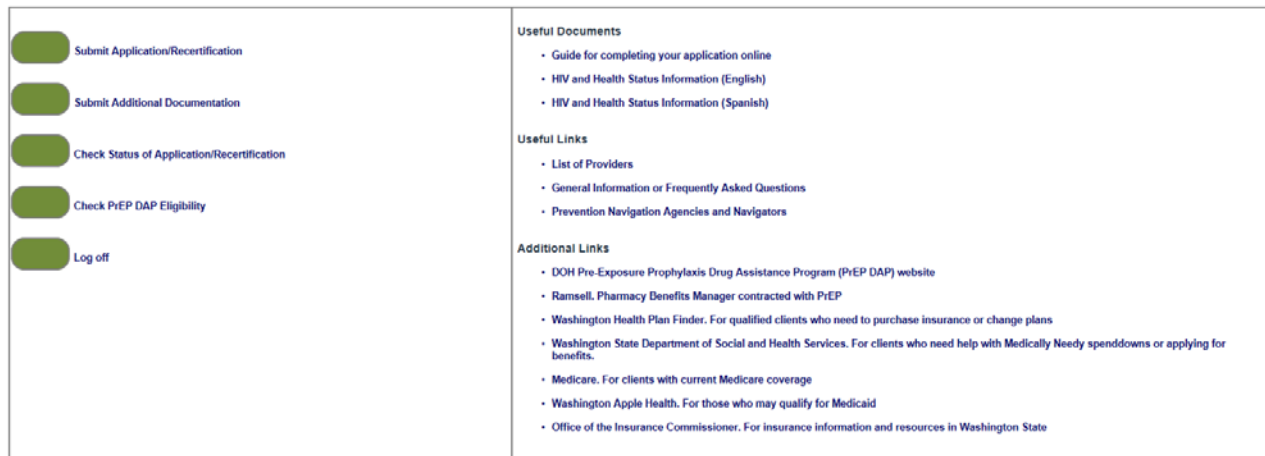 Submit Application/Recertification
Submit Additional Documentation
Check Status of Application/Recertification
Check PrEP DAP Eligibility
Log off
Useful Documents
• Guide for completing your application online
• HIV and Health Status Information (English)
• HIV and Health Status Information (Spanish)
Useful Links
• List of Providers
• General Information or Frequently Asked Questions
• Prevention Navigation Agencies and Navigators
Additional Links
• DOH Pre-Exposure Prophylaxis Drug Assistance Program (PrEP DAP) website
• Ramsell. Pharmacy Benefits Manager contracted with PrEP
• Washington Health Plan Finder. For qualified clients who need to purchase insurance or change plans
• Washington State Department of Social and Health Services. For clients who need help with Medically Needy spenddowns or applying for
benefits.
• Medicare. For clients with current Medicare coverage
• Washington Apple Health. For those who may qualify for Medicaid
• Office of the Insurance Commissioner. For insurance information and resources in Washington State